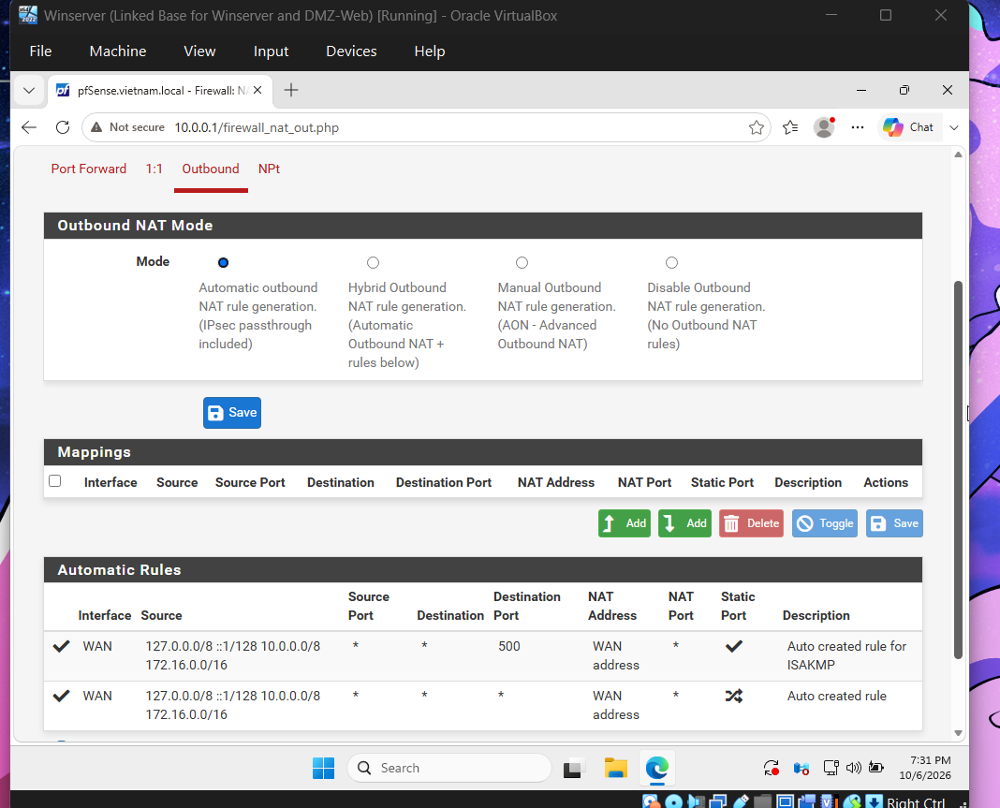 Winserver (Linked Base for Winserver and DMZ-Web) [Running] - Oracle VirtualBox
File Machine View Input Devices Help
pfSense.vietnam.local - Firewall: NA
Not secure 10.0.0.1/firewall_nat_out.php
Chat
Port Forward 1:1 Outbound NPt
Outbound NAT Mode
Mode
Automatic outbound
NAT rule generation.
(IPsec passthrough
included)
Hybrid Outbound
NAT rule generation.
(Automatic
Outbound NAT +
rules below)
Manual Outbound
NAT rule generation.
(AON - Advanced
Outbound NAT)
Disable Outbound
NAT rule generation.
(No Outbound NAT
rules)
Save
Mappings
Interface Source Source Port Destination Destination Port NAT Address NAT Port Static Port Description Actions
Add Add Delete Toggle Save
Automatic Rules
Interface Source Source Port Destination Destination Port NAT Address NAT Port Static Port Description
WAN 127.0.0.0/8 ::1/128 10.0.0.0/8 * * 500 WAN * Auto created rule for
172.16.0.0/16 address ISAKMP
WAN 127.0.0.0/8 ::1/128 10.0.0.0/8 * * * WAN * Auto created rule
172.16.0.0/16 address
Search
7:31 PM
10/6/2026
Right Ctrl